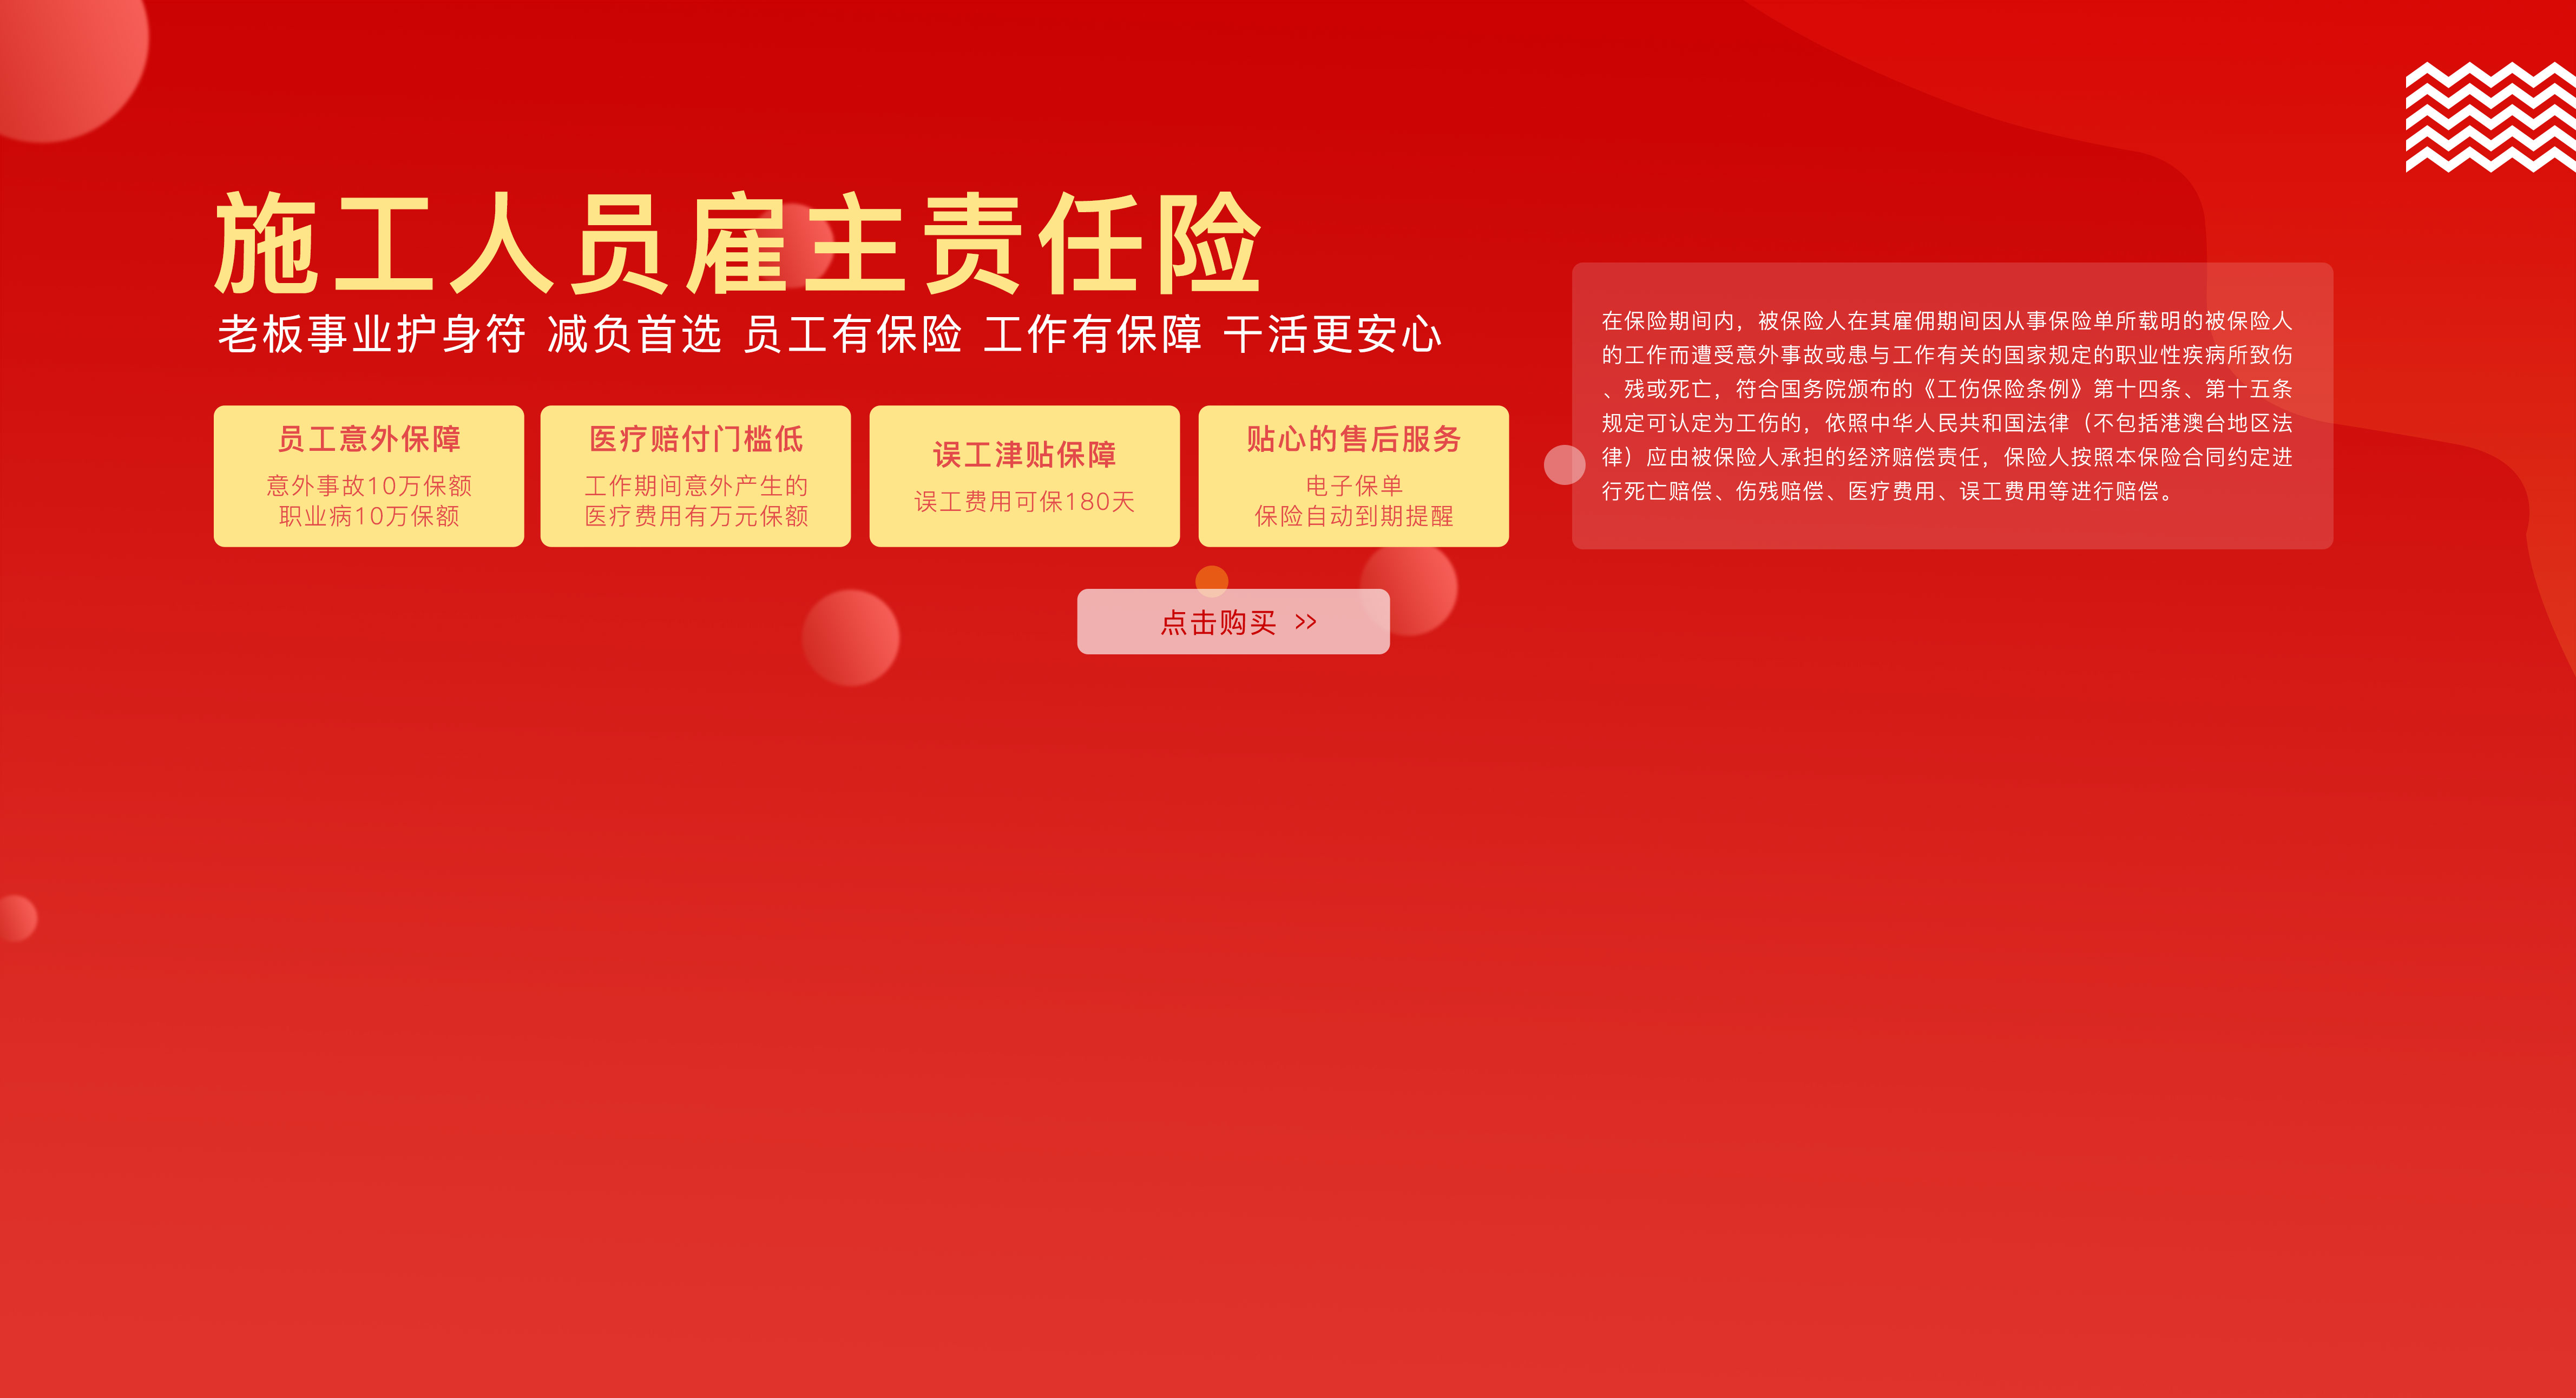 施工人员雇主责任险
老板事业护身符 减负首选 员工有保险 工作有保障 干活更安心
员工意外保障
意外事故10万保额
职业病10万保额
医疗赔付门槛低
工作期间意外产生的
医疗费用有万元保额
误工津贴保障
误工费用可保180天
贴心的售后服务
电子保单
保险自动到期提醒
在保险期间内，被保险人在其雇佣期间因从事保险单所载明的被保险人
的工作而遭受意外事故或患与工作有关的国家规定的职业性疾病所致伤
、残或死亡，符合国务院颁布的《工伤保险条例》第十四条、第十五条
规定可认定为工伤的，依照中华人民共和国法律（不包括港澳台地区法
律）应由被保险人承担的经济赔偿责任，保险人按照本保险合同约定进
行死亡赔偿、伤残赔偿、医疗费用、误工费用等进行赔偿。
点击购买 >>